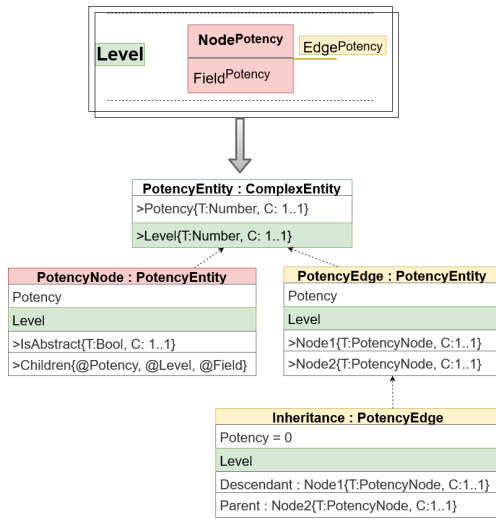 Level
NodePotency
EdgePotency
FieldPotency
PotencyEntity : ComplexEntity
>Potency{T:Number, C: 1..1}
>Level{T:Number, C: 1..1}
PotencyNode : PotencyEntity
Potency
Level
>IsAbstract{T:Bool, C: 1..1}
>Children{@Potency, @Level, @Field}
PotencyEdge : PotencyEntity
Potency
Level
>Node1{T:PotencyNode, C:1..1}
>Node2{T:PotencyNode, C:1..1}
Inheritance : PotencyEdge
Potency = 0
Level
Descendant : Node1{T:PotencyNode, C:1..1}
Parent : Node2{T:PotencyNode, C:1..1}